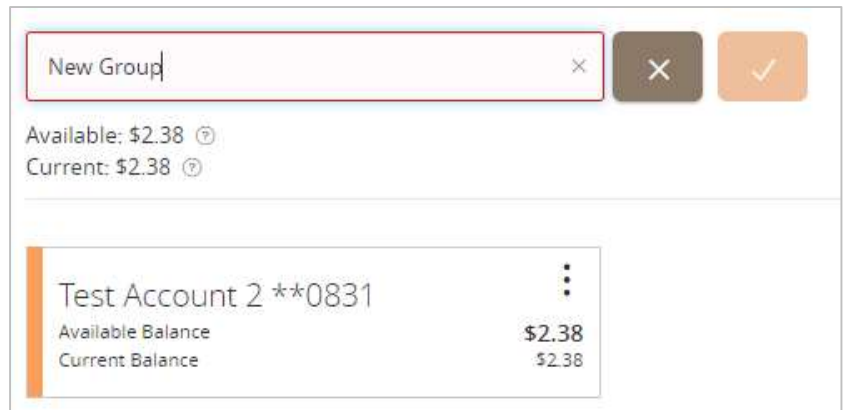 New Group
Available: $2.38
Current: $2.38
Test Account 2 **0831
Available Balance $2.38
Current Balance $2.38